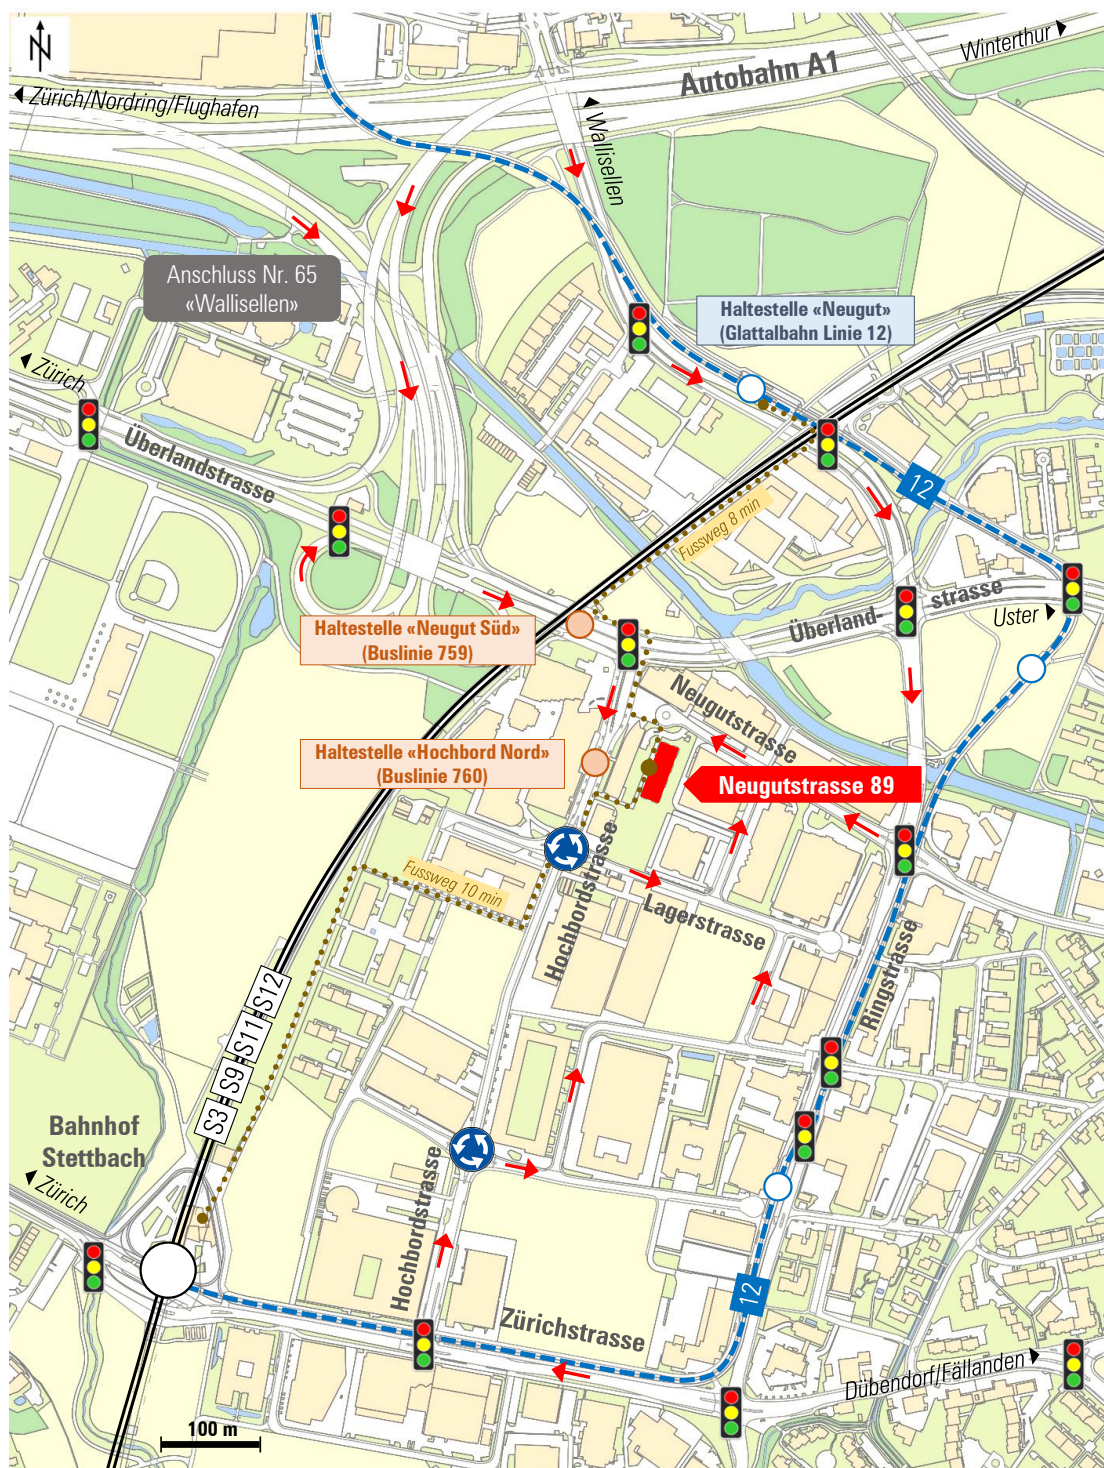 N
Autobahn A1
Winterthur
Zürich/Nordring/Flughafen
Wallisellen
Anschluss Nr. 65
«Wallisellen»
Haltestelle «Neugut»
(Glattalbahn Linie 12)
Zürich
Überlandstrasse
12
Fussweg 8 min
Überland-
strasse
Uster
Haltestelle «Neugut Süd»
(Buslinie 759)
Neugutstrasse
Haltestelle «Hochbord Nord»
(Buslinie 760)
Neugutstrasse 89
Hochbordstrasse
Fussweg 10 min
Lagerstrasse
Ringstrasse
S12
S11
S9
S3
Bahnhof
Stettbach
Zürich
Hochbordstrasse
12
Zürichstrasse
Dübendorf/Fällanden
100 m